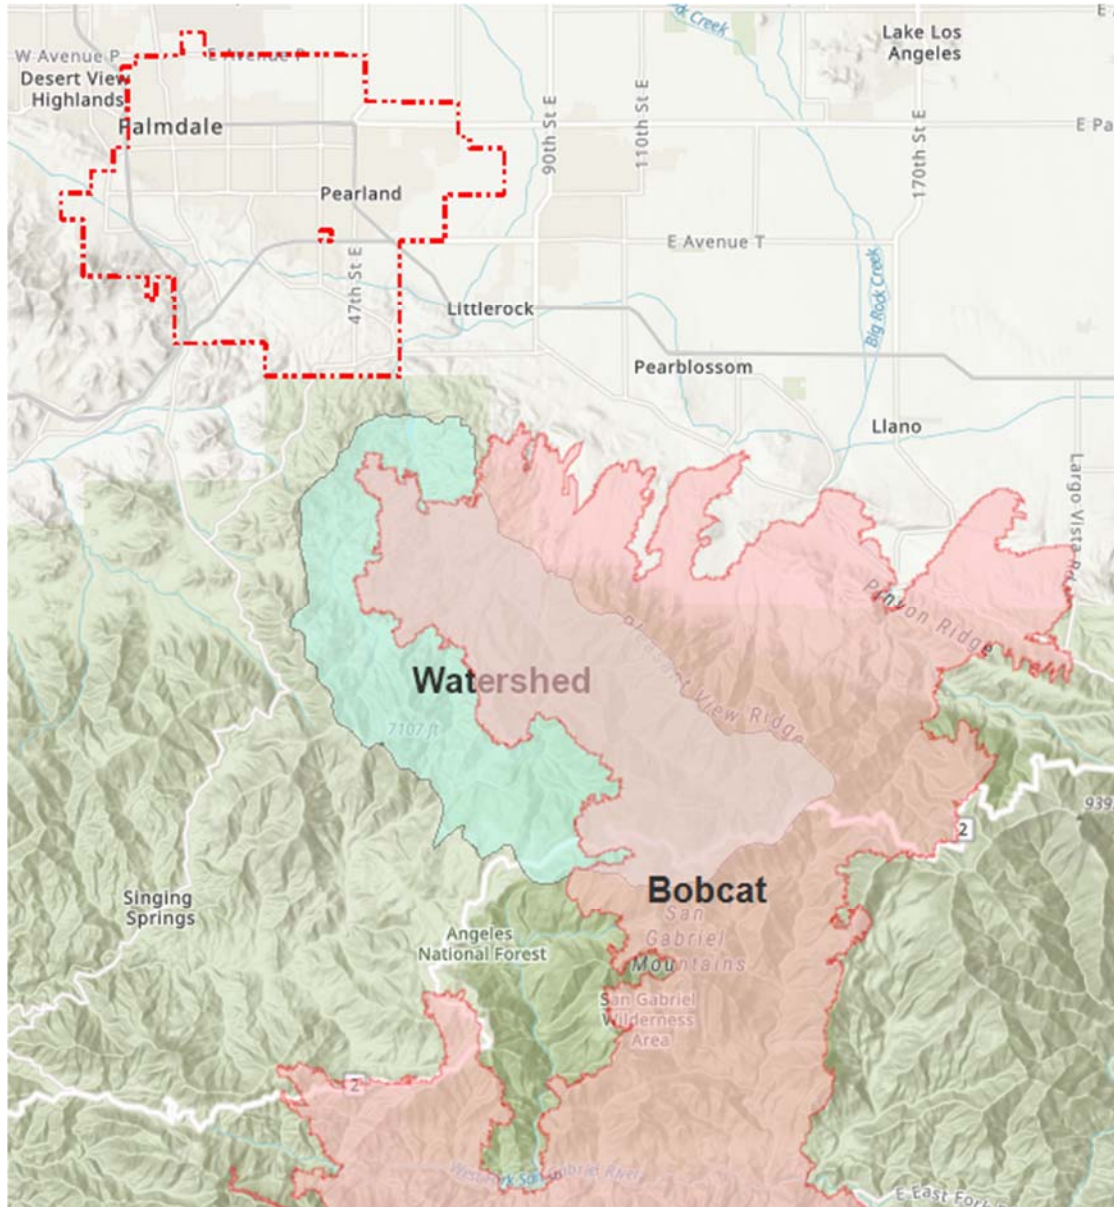 k Creek
Lake Los
Angeles
W Avenue P
E Avenue P
Desert View
Highlands
Palmdale
90th St E
110th St E
170th St E
E Pa
Pearland
E Avenue T
47th St E
Big Rock Creek
Littlerock
Pearblossom
Llano
Largo Vista Rd
Pinyon Ridge
Pleasant View Ridge
Watershed
7107 ft
939
2
Bobcat
Singing
Springs
Angeles
National Forest
San
Gabriel
Mountains
San Gabriel
Wilderness
Area
2
West Fork San Gabriel River
E East Fork